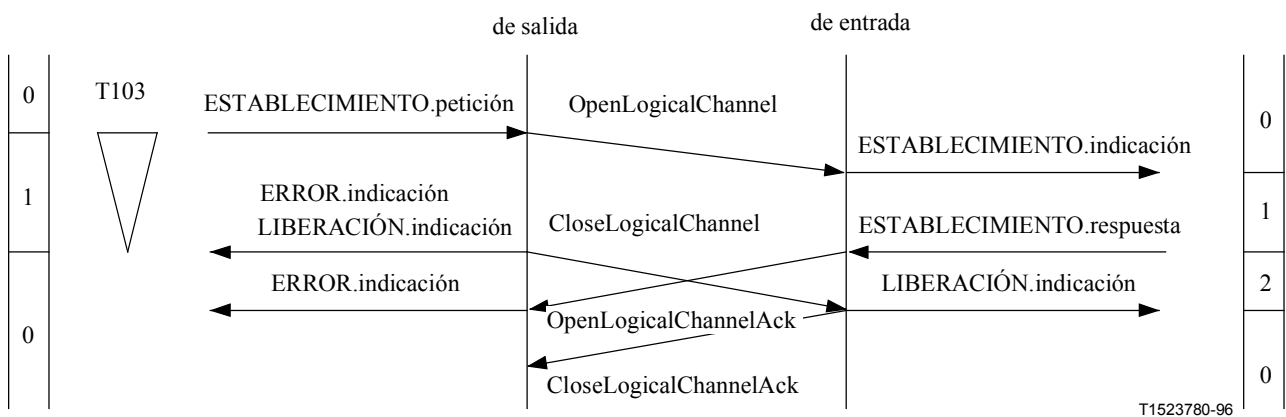 de salida
de entrada
0
T103
ESTABLECIMIENTO.petición
OpenLogicalChannel
0
ESTABLECIMIENTO.indicación
1
ERROR.indicación
LIBERACIÓN.indicación
CloseLogicalChannel
ESTABLECIMIENTO.respuesta
1
ERROR.indicación
LIBERACIÓN.indicación
2
OpenLogicalChannelAck
0
CloseLogicalChannelAck
0
T1523780-96